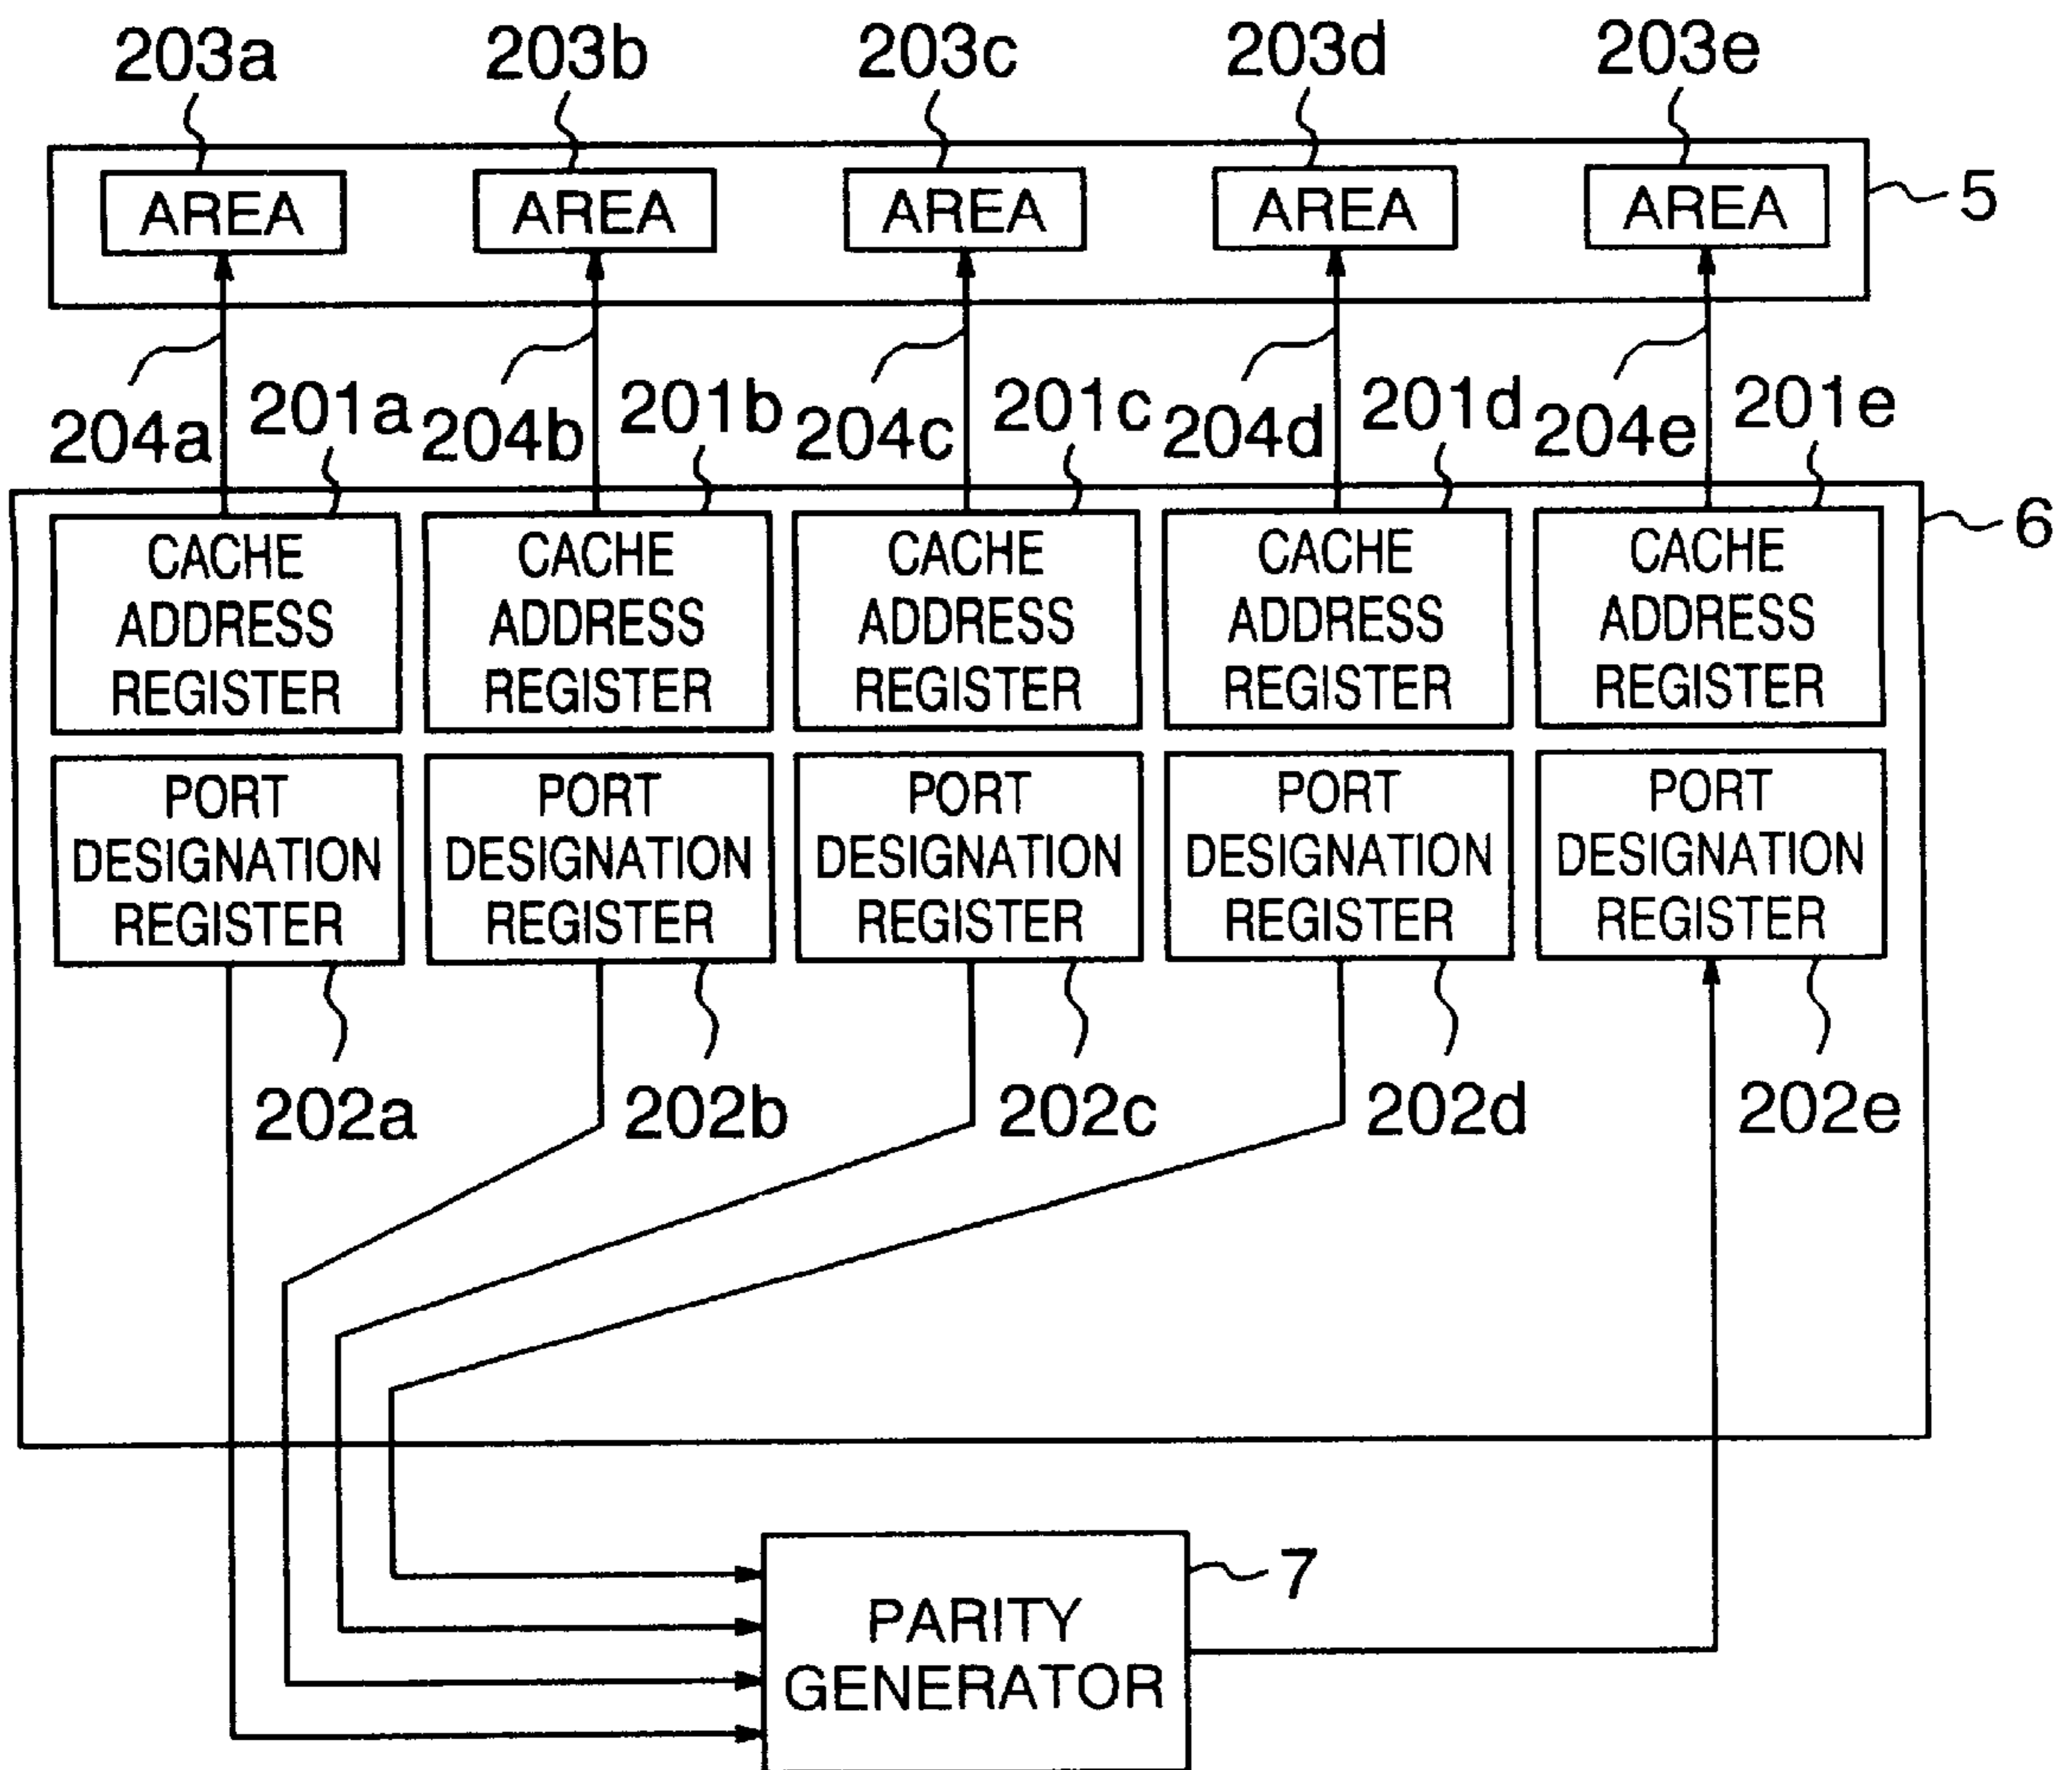 203a 203b 203c 203d 203e
AREA AREA AREA AREA AREA
5
204a 201a 204b 201b 204c 201c 204d 201d 204e 201e
6
CACHE ADDRESS REGISTER
CACHE ADDRESS REGISTER
CACHE ADDRESS REGISTER
CACHE ADDRESS REGISTER
CACHE ADDRESS REGISTER
PORT DESIGNATION REGISTER
PORT DESIGNATION REGISTER
PORT DESIGNATION REGISTER
PORT DESIGNATION REGISTER
PORT DESIGNATION REGISTER
202a 202b 202c 202d 202e
7
PARITY
GENERATOR